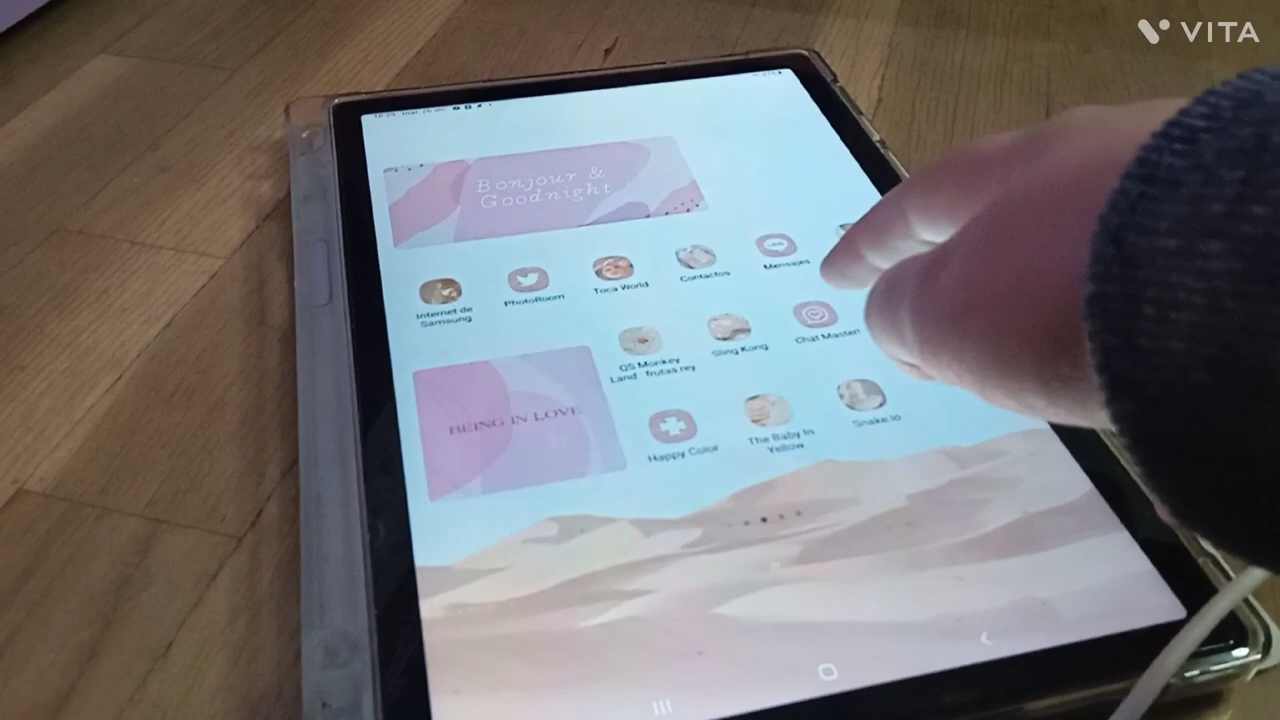 VITA
Bonjour &
Goodnight
Internet de
Samsung
PhotoRoom
Toca World
Contactos
Mensajes
QS Monkey
Land frutas rey
Sling Kong
Chat Master!
BEING IN LOVE
Happy Color
The Baby In
Yellow
Snake.io